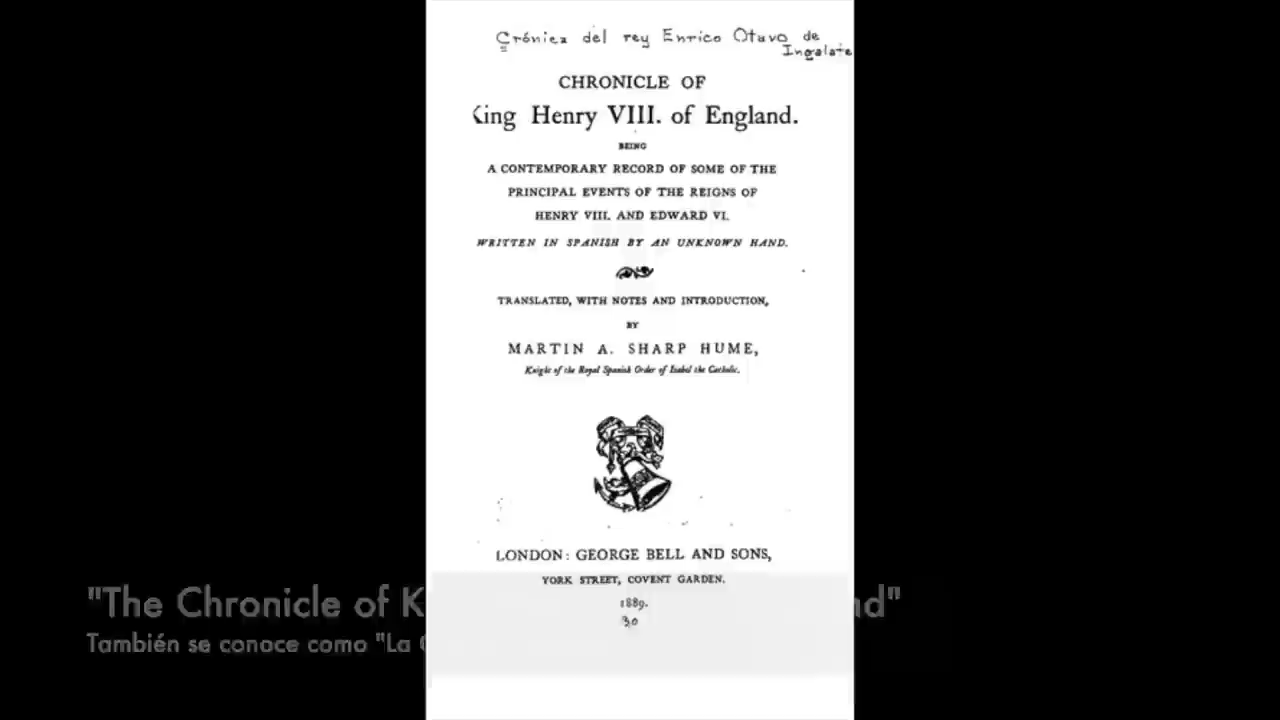 Crónica del rey Enrico Otavo de
Ingalate
CHRONICLE OF
King Henry VIII. of England.
BEING
A CONTEMPORARY RECORD OF SOME OF THE
PRINCIPAL EVENTS OF THE REIGNS OF
HENRY VIII. AND EDWARD VI.
WRITTEN IN SPANISH BY AN UNKNOWN HAND.
TRANSLATED, WITH NOTES AND INTRODUCTION,
BY
MARTIN A. SHARP HUME,
Knight of the Royal Spanish Order of Isabel the Catholic.
LONDON: GEORGE BELL AND SONS,
YORK STREET, COVENT GARDEN.
1889.
30
"The Chronicle of K nd"
También se conoce como "La